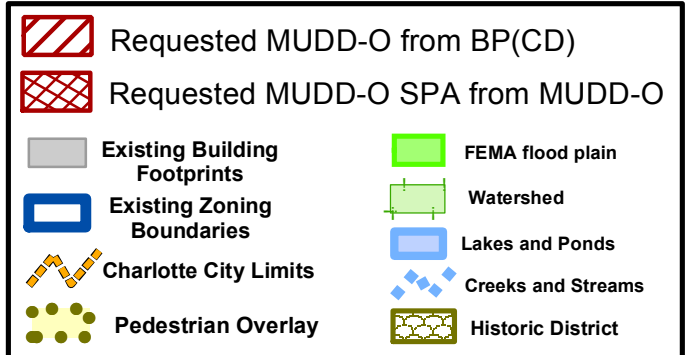 Requested MUDD-O from BP(CD)
Requested MUDD-O SPA from MUDD-O
Existing Building
Footprints
Existing Zoning
Boundaries
Charlotte City Limits
Pedestrian Overlay
FEMA flood plain
Watershed
Lakes and Ponds
Creeks and Streams
Historic District